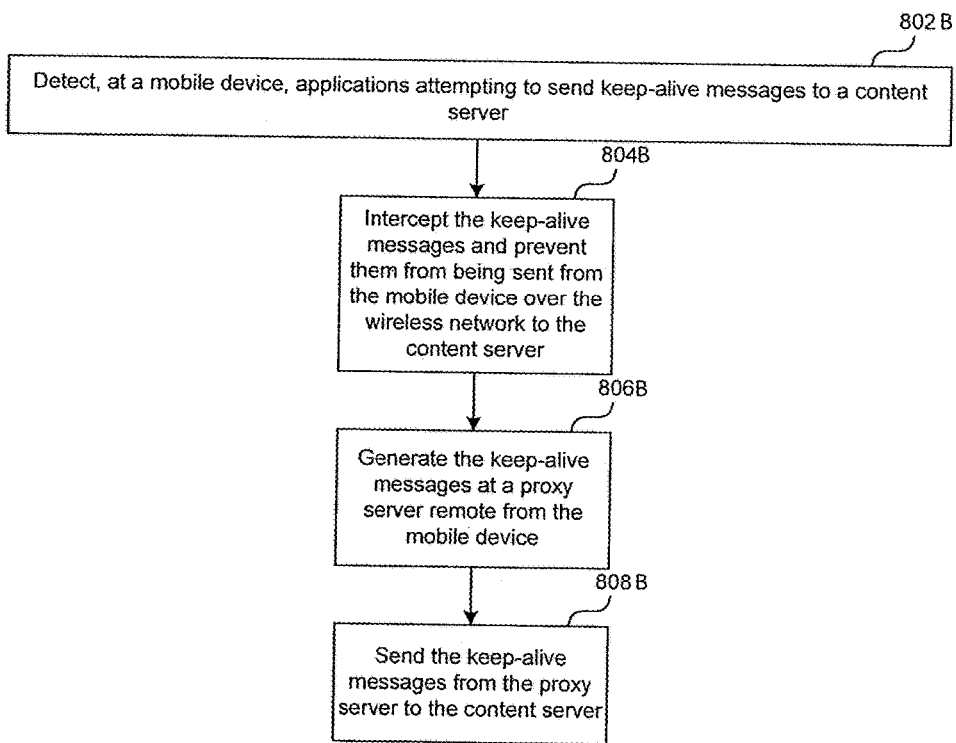 802 B
Detect, at a mobile device, applications attempting to send keep-alive messages to a content
server
804B
Intercept the keep-alive
messages and prevent
them from being sent from
the mobile device over the
wireless network to the
content server
806B
Generate the keep-alive
messages at a proxy
server remote from the
mobile device
808 B
Send the keep-alive
messages from the proxy
server to the content server